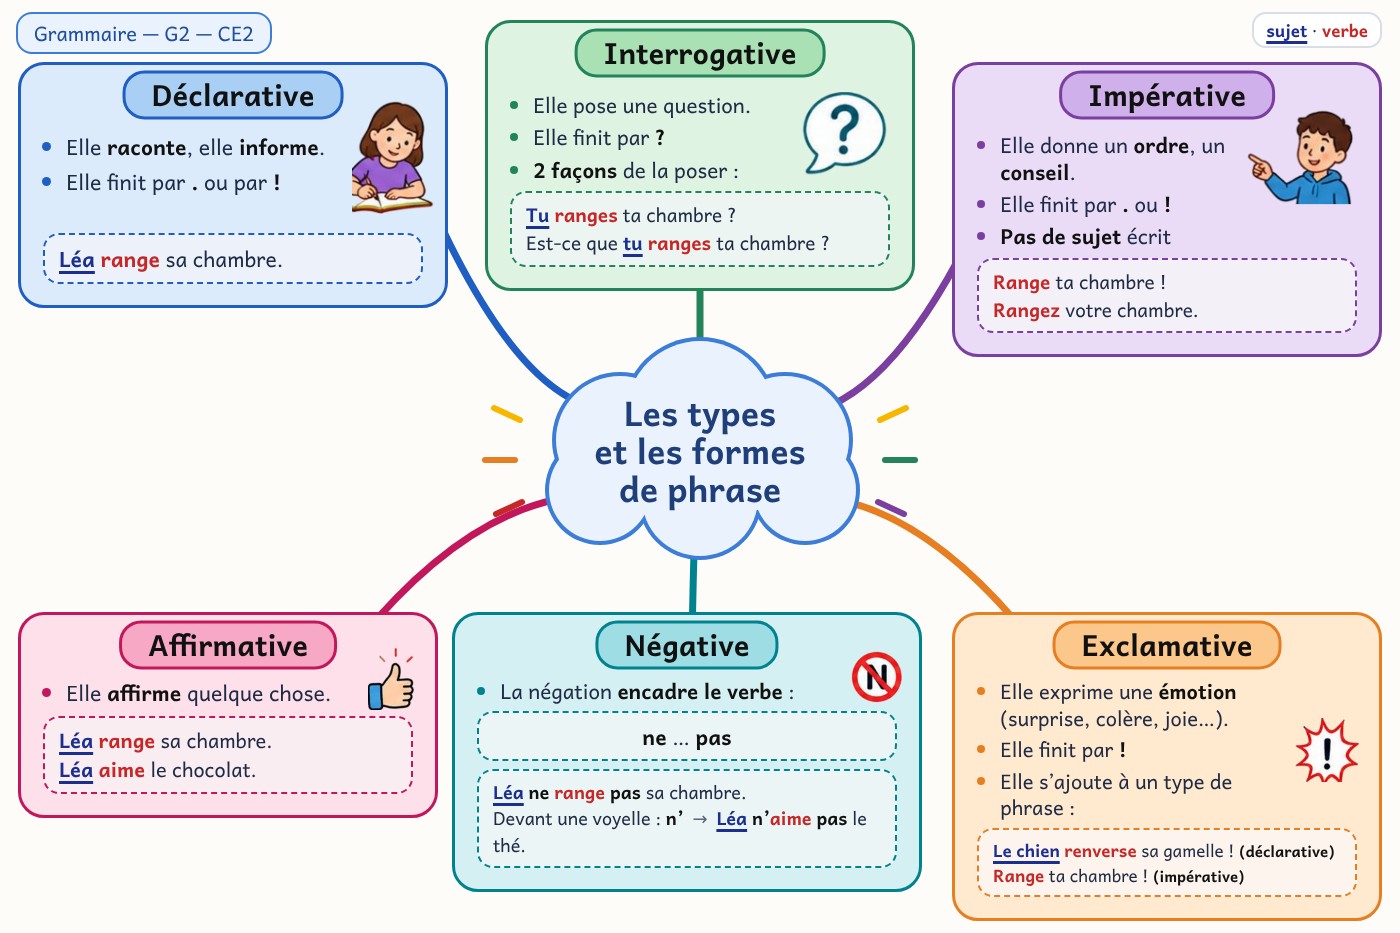 Grammaire — G2 — CE2
sujet · verbe
Déclarative
• Elle raconte, elle informe.
• Elle finit par . ou par !
Léa range sa chambre.
Interrogative
• Elle pose une question.
• Elle finit par ?
• 2 façons de la poser :
Tu ranges ta chambre ?
Est-ce que tu ranges ta chambre ?
?
Impérative
• Elle donne un ordre, un
conseil.
• Elle finit par . ou !
• Pas de sujet écrit
Range ta chambre !
Rangez votre chambre.
Les types
et les formes
de phrase
Affirmative
• Elle affirme quelque chose.
Léa range sa chambre.
Léa aime le chocolat.
Négative
• La négation encadre le verbe :
N
ne ... pas
Léa ne range pas sa chambre.
Devant une voyelle : n’ → Léa n’aime pas le
thé.
Exclamative
• Elle exprime une émotion
(surprise, colère, joie...).
• Elle finit par !
• Elle s’ajoute à un type de
phrase :
!
Le chien renverse sa gamelle ! (déclarative)
Range ta chambre ! (impérative)